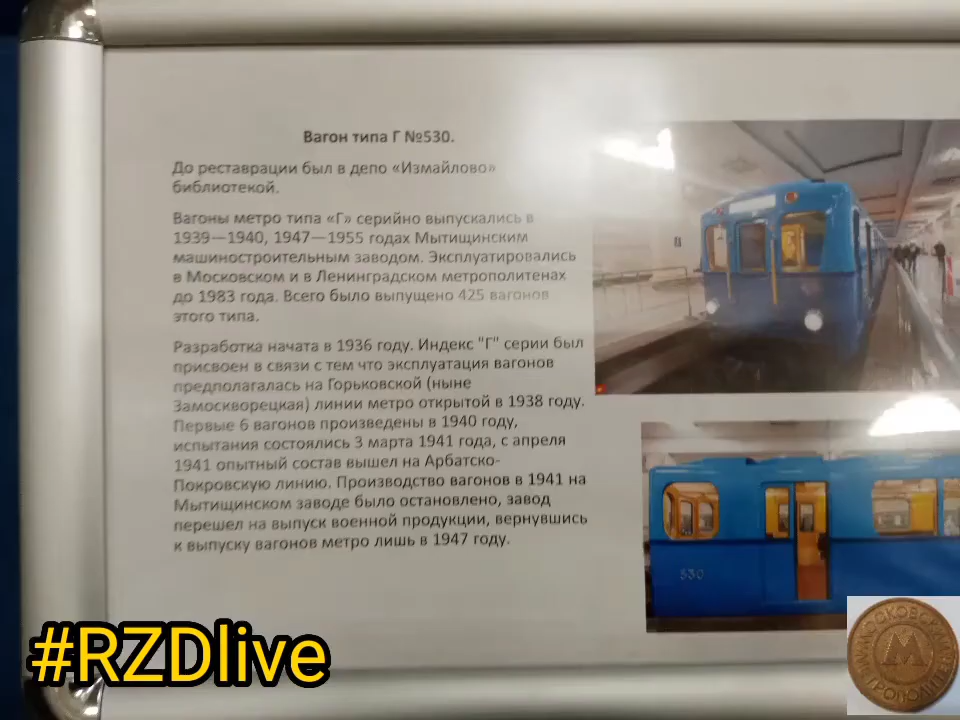 Вагон типа Г №530.
До реставрации был в депо «Измайлово»
библиотекой.
Вагоны метро типа «Г» серийно выпускались в
1939—1940, 1947—1955 годах Мытищинским
машиностроительным заводом. Эксплуатировались
в Московском и в Ленинградском метрополитенах
до 1983 года. Всего было выпущено 425 вагонов
этого типа.
Разработка начата в 1936 году. Индекс "Г" серии был
присвоен в связи с тем что эксплуатация вагонов
предполагалась на Горьковской (ныне
Замоскворецкая) линии метро открытой в 1938 году.
Первые 6 вагонов произведены в 1940 году,
испытания состоялись 3 марта 1941 года, с апреля
1941 опытный состав вышел на Арбатско-
Покровскую линию. Производство вагонов в 1941 на
Мытищинском заводе было остановлено, завод
перешел на выпуск военной продукции, вернувшись
к выпуску вагонов метро лишь в 1947 году.
530
#RZDlive
МОСКОВСКИЙ МЕТРОПОЛИТЕН
М